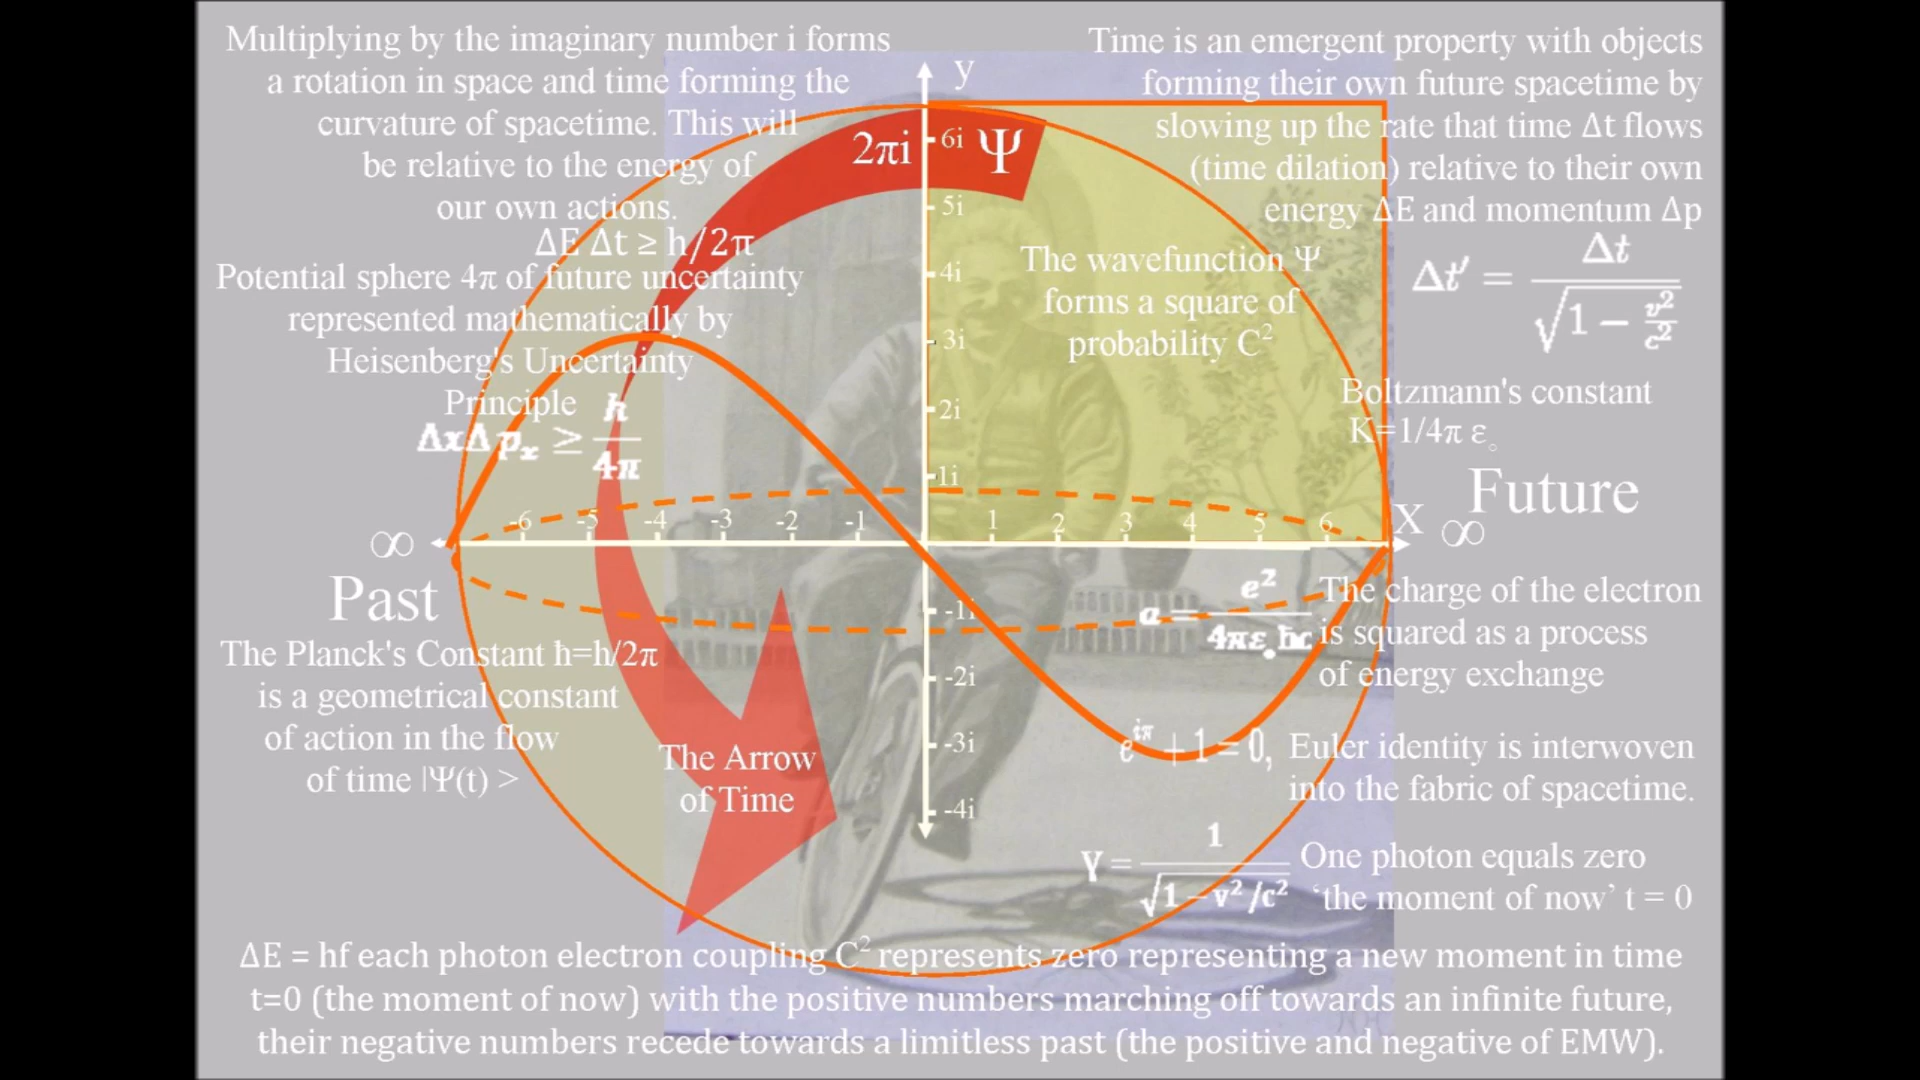 Multiplying by the imaginary number i forms
a rotation in space and time forming the
curvature of spacetime. This will
be relative to the energy of
our own actions.
ΔE Δt ≥ h/2π
Potential sphere 4π of future uncertainty
represented mathematically by
Heisenberg's Uncertainty
Principle
ΔxΔpₓ ≥ h/4π
Time is an emergent property with objects
forming their own future spacetime by
slowing up the rate that time Δt flows
(time dilation) relative to their own
energy ΔE and momentum Δp
Δt' = Δt / √1 − v²/c²
y
2πi
Ψ
6i
5i
4i
3i
2i
1i
The wavefunction Ψ
forms a square of
probability C²
Boltzmann's constant
K=1/4π ε○
Future
-6 -5 -4 -3 -2 -1 1 2 3 4 5 6 X ∞
∞
Past
-1i
-2i
-3i
-4i
The Planck's Constant ħ=h/2π
is a geometrical constant
of action in the flow
of time |Ψ(t) >
The Arrow
of Time
a = e² / 4πε○ħc
The charge of the electron
is squared as a process
of energy exchange
e^iπ + 1 = 0, Euler identity is interwoven
into the fabric of spacetime.
γ = 1 / √1 − v²/c²
One photon equals zero
‘the moment of now’ t = 0
ΔE = hf each photon electron coupling C² represents zero representing a new moment in time
t=0 (the moment of now) with the positive numbers marching off towards an infinite future,
their negative numbers recede towards a limitless past (the positive and negative of EMW).